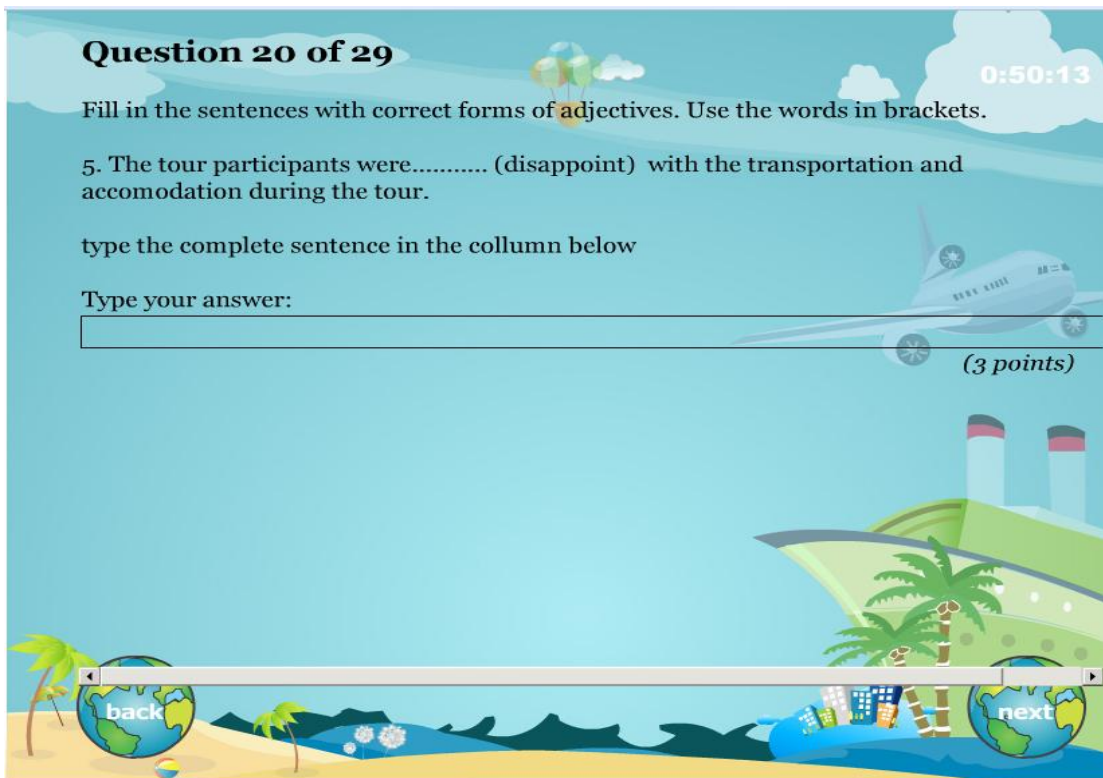 Question 20 of 29
0:50:13
Fill in the sentences with correct forms of adjectives. Use the words in brackets.
5. The tour participants were........... (disappoint)  with the transportation and
accomodation during the tour.
type the complete sentence in the collumn below
Type your answer:
(3 points)
back
next